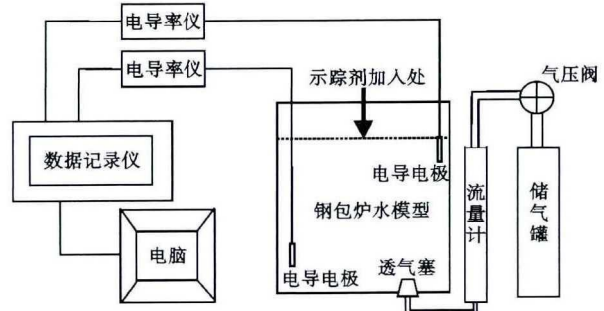 电导率仪
电导率仪
示踪剂加入处
气压阀
数据记录仪
电导电极
钢包炉水模型
流量计
储气罐
电脑
透气塞
电导电极